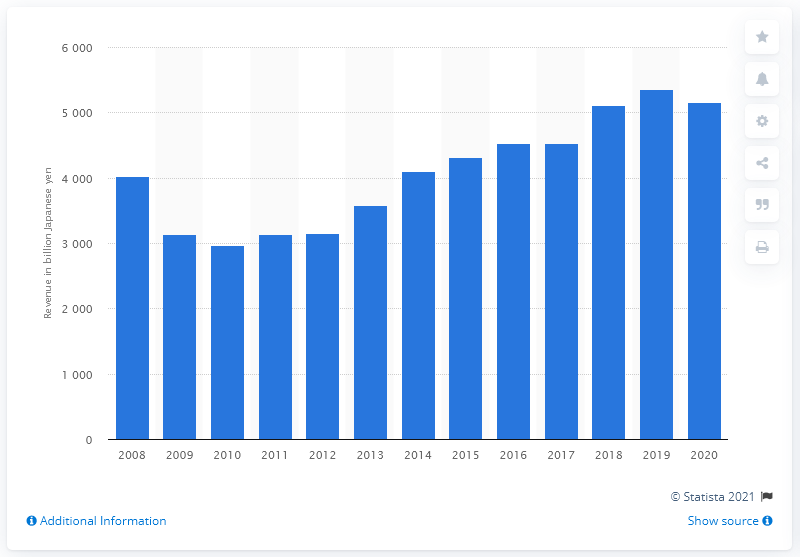 6 000
5 000
4 000
3 000
2 000
1 000
0
Revenue in billion Japanese yen
2008 2009 2010 2011 2012 2013 2014 2015 2016 2017 2018 2019 2020
© Statista 2021
Additional Information Show source